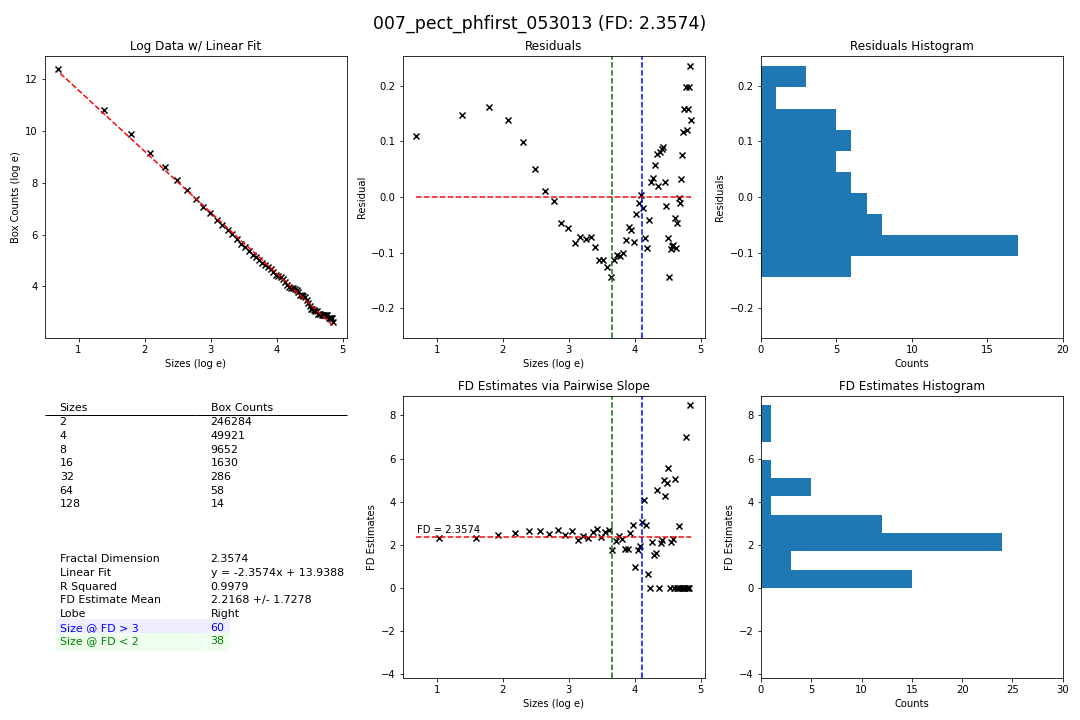 007_pect_phfirst_053013 (FD: 2.3574)
Log Data w/ Linear Fit
Residuals
Residuals Histogram
12
10
8
6
4
Box Counts (log e)
1
2
3
4
5
Sizes (log e)
0.2
0.1
0.0
−0.1
−0.2
Residual
1
2
3
4
5
Sizes (log e)
0.2
0.1
0.0
−0.1
−0.2
Residuals
0
5
10
15
20
Counts
Sizes Box Counts
2 246284
4 49921
8 9652
16 1630
32 286
64 58
128 14
Fractal Dimension 2.3574
Linear Fit y = -2.3574x + 13.9388
R Squared 0.9979
FD Estimate Mean 2.2168 +/- 1.7278
Lobe Right
Size @ FD > 3 60
Size @ FD < 2 38
FD Estimates via Pairwise Slope
8
6
4
2
0
−2
−4
FD Estimates
FD = 2.3574
1
2
3
4
5
Sizes (log e)
FD Estimates Histogram
8
6
4
2
0
−2
−4
FD Estimates
0
5
10
15
20
25
30
Counts